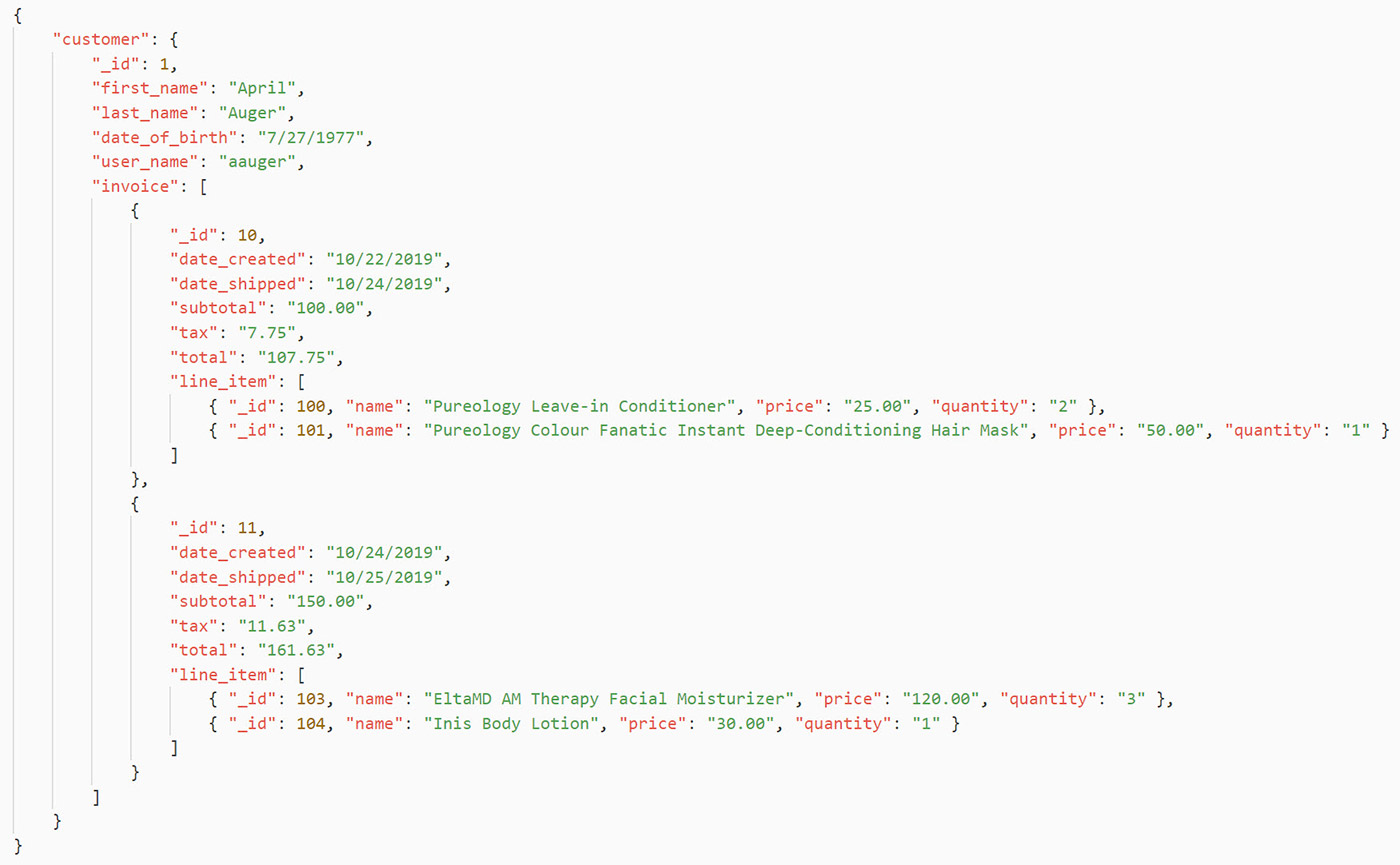 {
    "customer": {
        "_id": 1,
        "first_name": "April",
        "last_name": "Auger",
        "date_of_birth": "7/27/1977",
        "user_name": "aauger",
        "invoice": [
            {
                "_id": 10,
                "date_created": "10/22/2019",
                "date_shipped": "10/24/2019",
                "subtotal": "100.00",
                "tax": "7.75",
                "total": "107.75",
                "line_item": [
                    { "_id": 100, "name": "Pureology Leave-in Conditioner", "price": "25.00", "quantity": "2" },
                    { "_id": 101, "name": "Pureology Colour Fanatic Instant Deep-Conditioning Hair Mask", "price": "50.00", "quantity": "1" }
                ]
            },
            {
                "_id": 11,
                "date_created": "10/24/2019",
                "date_shipped": "10/25/2019",
                "subtotal": "150.00",
                "tax": "11.63",
                "total": "161.63",
                "line_item": [
                    { "_id": 103, "name": "EltaMD AM Therapy Facial Moisturizer", "price": "120.00", "quantity": "3" },
                    { "_id": 104, "name": "Inis Body Lotion", "price": "30.00", "quantity": "1" }
                ]
            }
        ]
    }
}